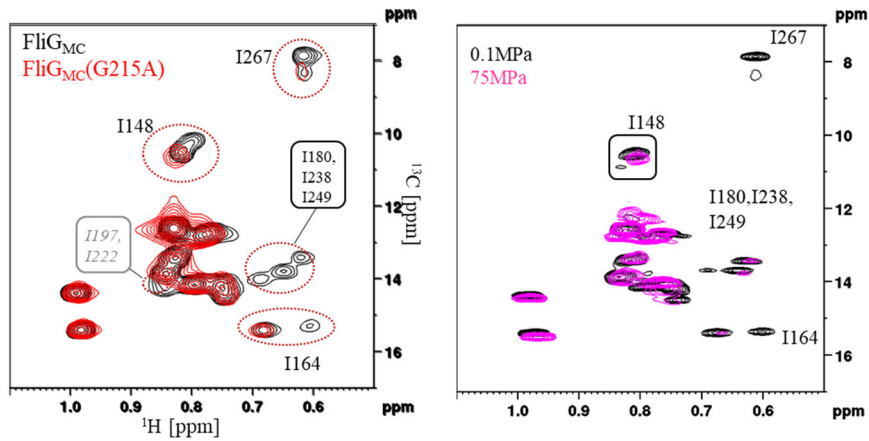 ppm
FliG_MC
FliG_MC(G215A)
I267
I148
I180,
I238
I249
I197,
I222
I164
8
10
12
14
16
ppm
1.0
0.9
0.8
0.7
0.6
ppm
¹H [ppm]
¹³C [ppm]
ppm
0.1MPa
75MPa
I267
I148
I180,I238,
I249
I164
8
10
12
14
16
1.0
0.9
0.8
0.7
0.6
ppm